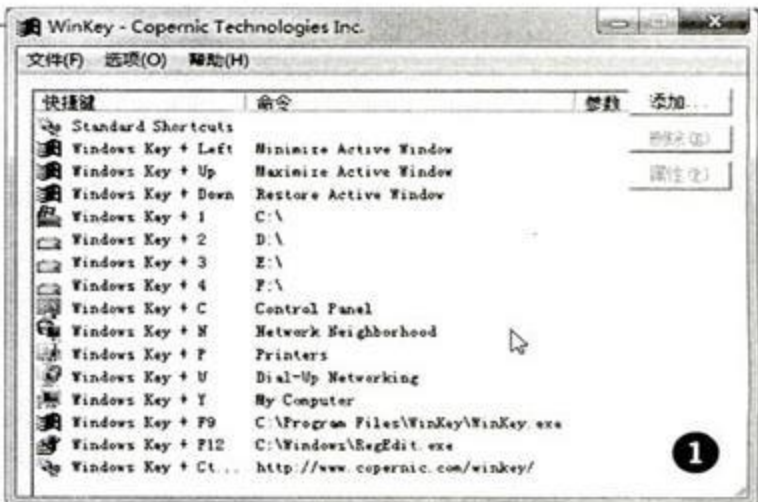 WinKey - Copernic Technologies Inc.
文件(F) 选项(O) 帮助(H)
快捷键 命令 参数 添加...
Standard Shortcuts 删除(R)
Windows Key + Left Minimize Active Window
Windows Key + Up Maximize Active Window 属性(P)
Windows Key + Down Restore Active Window
Windows Key + 1 C:\
Windows Key + 2 D:\
Windows Key + 3 E:\
Windows Key + 4 F:\
Windows Key + C Control Panel
Windows Key + N Network Neighborhood
Windows Key + P Printers
Windows Key + U Dial-Up Networking
Windows Key + Y My Computer
Windows Key + F9 C:\Program Files\WinKey\WinKey.exe
Windows Key + F12 C:\Windows\RegEdit.exe
Windows Key + Ct... http://www.copernic.com/winkey/
1